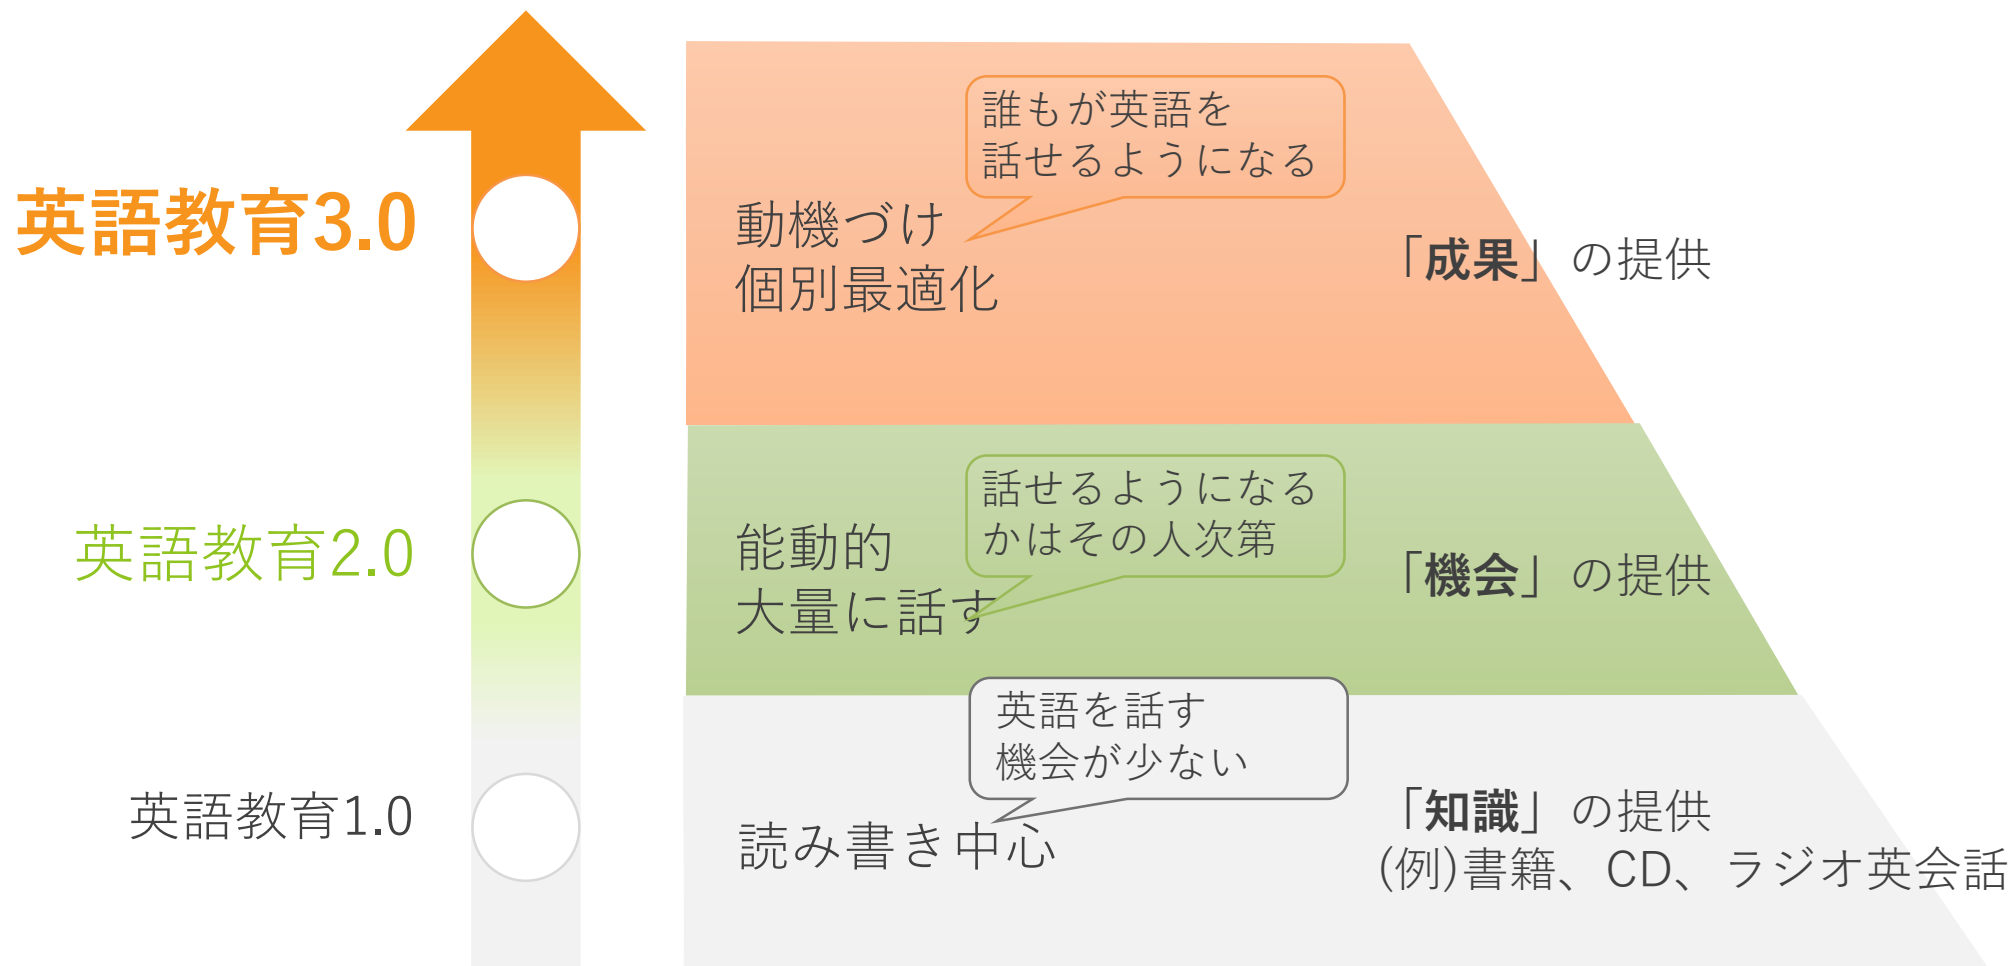 英語教育3.0
誰もが英語を
話せるようになる
動機づけ
個別最適化
「成果」の提供
英語教育2.0
話せるようになる
かはその人次第
能動的
大量に話す
「機会」の提供
英語教育1.0
英語を話す
機会が少ない
読み書き中心
「知識」の提供
(例)書籍、CD、ラジオ英会話